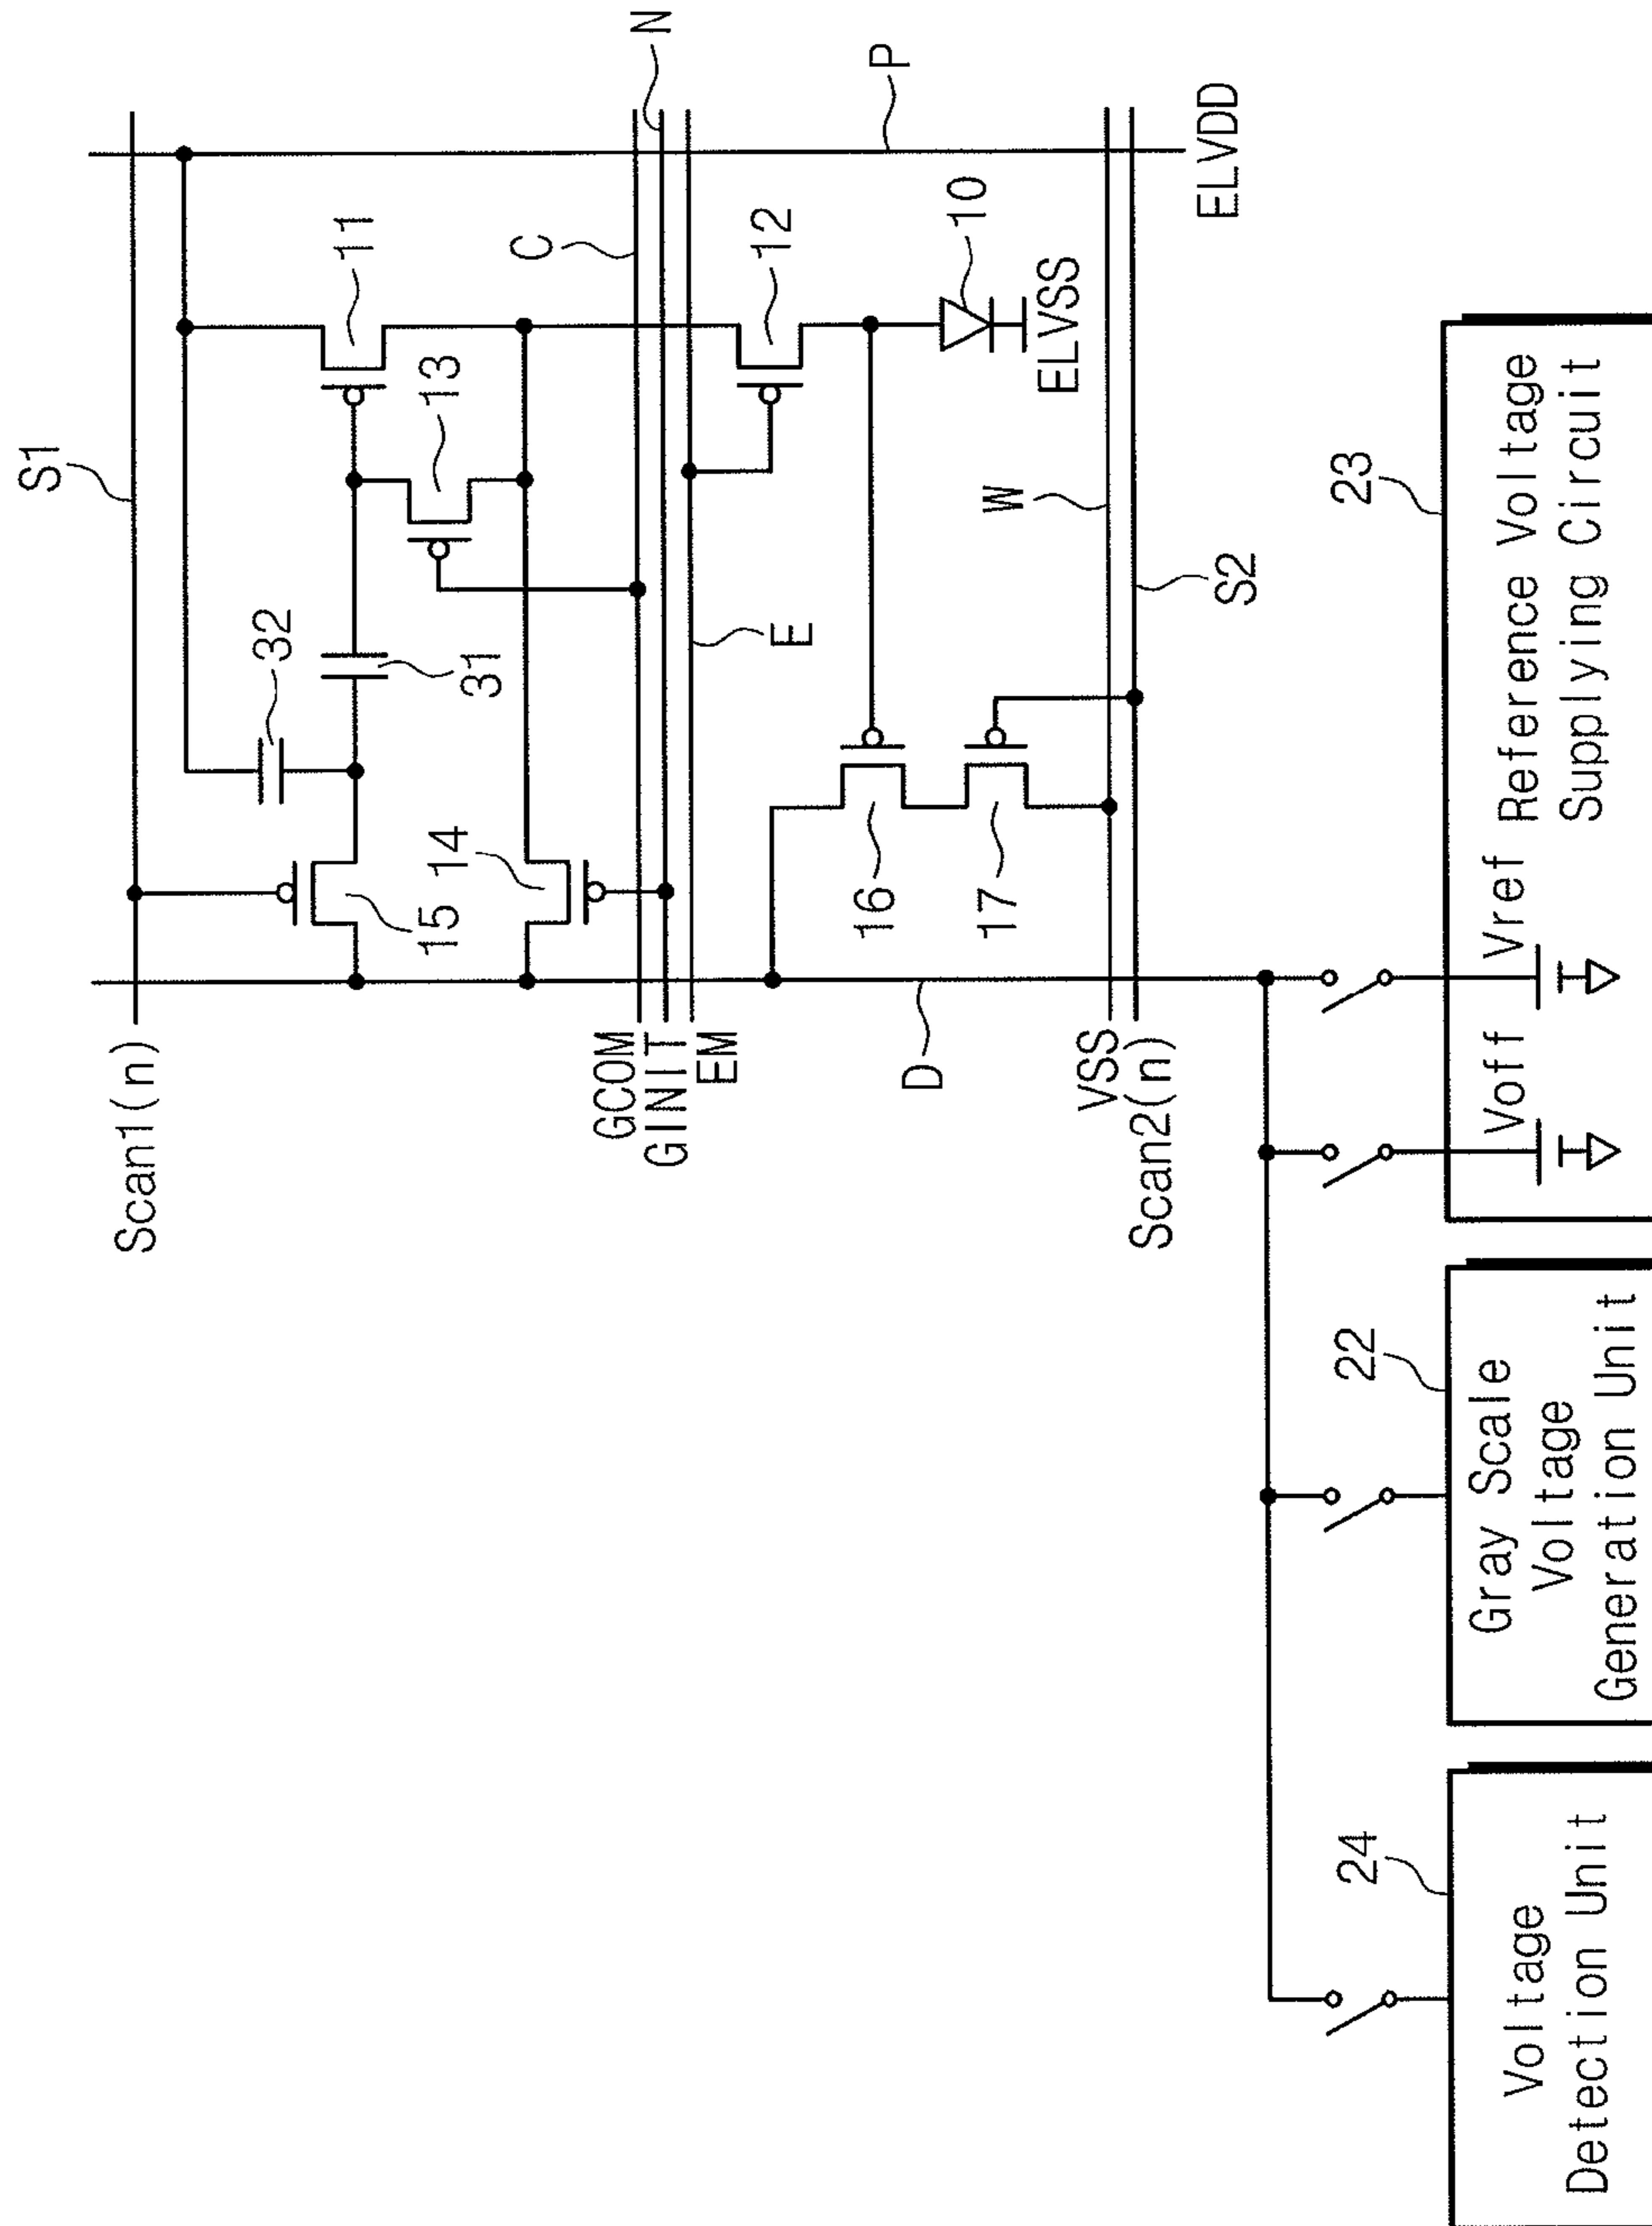 S1
N
P
C
11
12
10
13
32
31
E
ELVSS
ELVDD
W
S2
14
15
16
17
Scan1(n)
GCOM
GINIT
EM
D
VSS
Scan2(n)
23
Voff
Vref
Reference Voltage
Supplying Circuit
22
Gray Scale
Voltage
Generation Unit
24
Voltage
Detection Unit